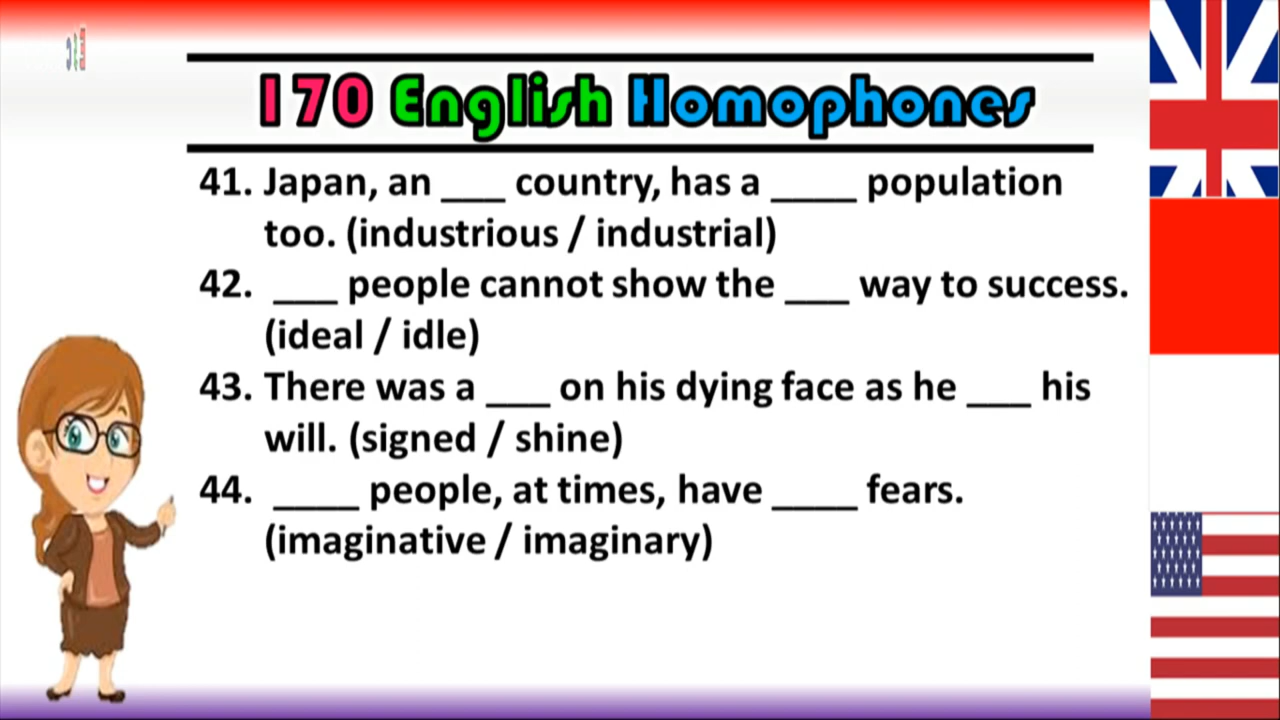 170 English Homophones
41. Japan, an ___ country, has a ____ population
too. (industrious / industrial)
42. ___ people cannot show the ___ way to success.
(ideal / idle)
43. There was a ___ on his dying face as he ___ his
will. (signed / shine)
44. ____ people, at times, have ____ fears.
(imaginative / imaginary)